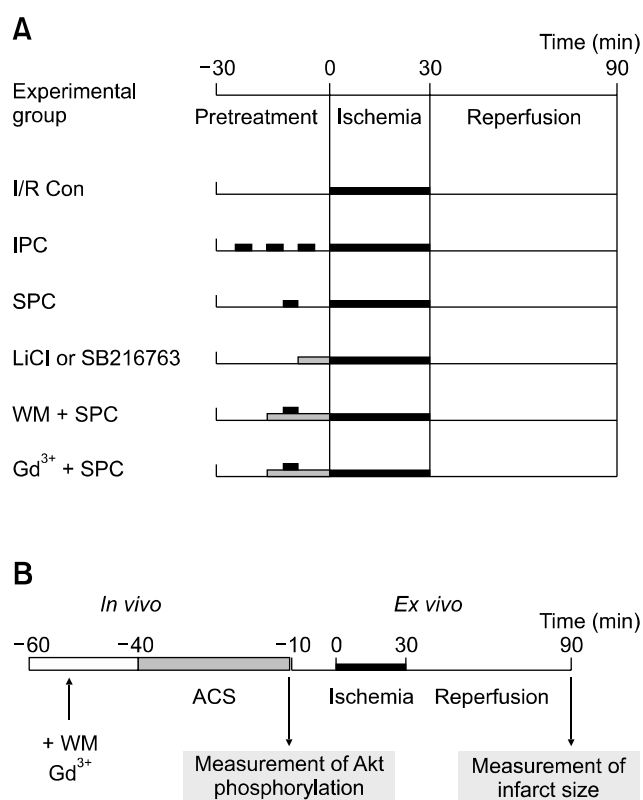 A
Time (min)
−30 0 30 90
Experimental
group
Pretreatment Ischemia Reperfusion
I/R Con
IPC
SPC
LiCl or SB216763
WM + SPC
Gd³⁺ + SPC
B
In vivo Ex vivo
Time (min)
−60 −40 −10 0 30 90
ACS Ischemia Reperfusion
+ WM
Gd³⁺
Measurement of Akt
phosphorylation
Measurement of
infarct size